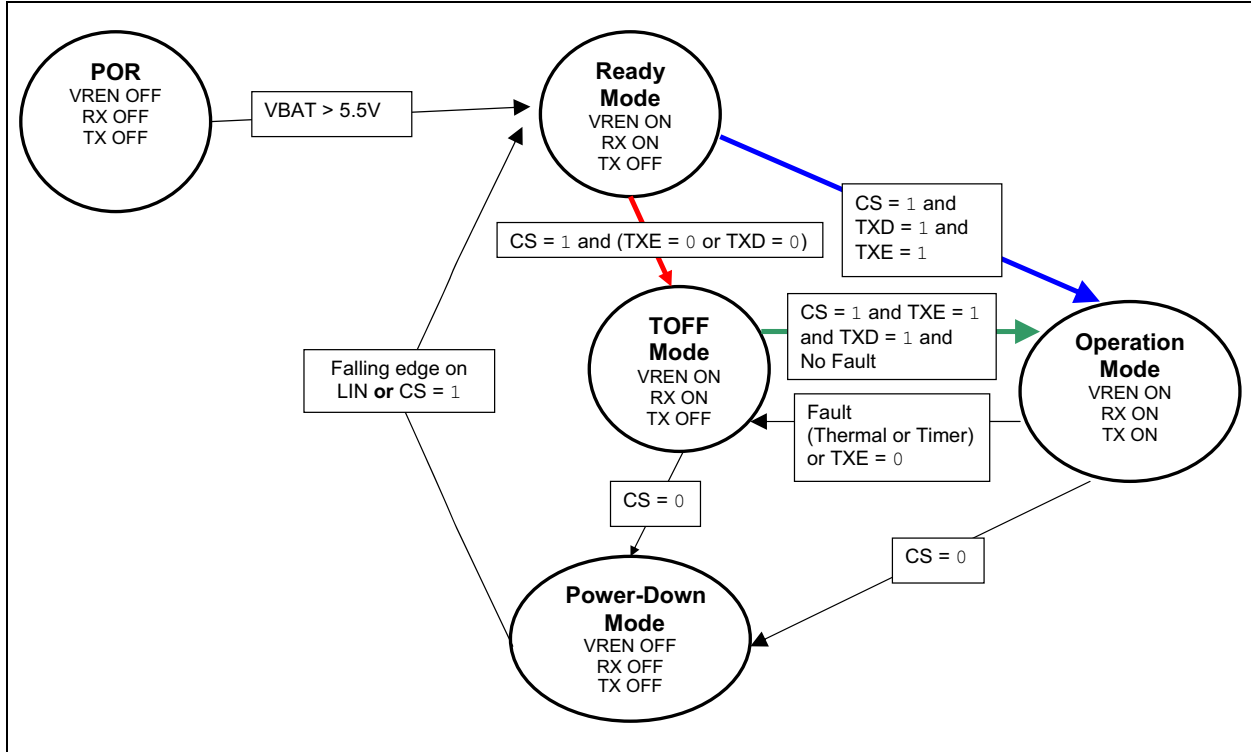 POR
VREN OFF
RX OFF
TX OFF
VBAT > 5.5V
Ready
Mode
VREN ON
RX ON
TX OFF
CS = 1 and
TXD = 1 and
TXE = 1
CS = 1 and (TXE = 0 or TXD = 0)
TOFF
Mode
VREN ON
RX ON
TX OFF
CS = 1 and TXE = 1
and TXD = 1 and
No Fault
Operation
Mode
VREN ON
RX ON
TX ON
Falling edge on
LIN or CS = 1
Fault
(Thermal or Timer)
or TXE = 0
CS = 0
CS = 0
Power-Down
Mode
VREN OFF
RX OFF
TX OFF